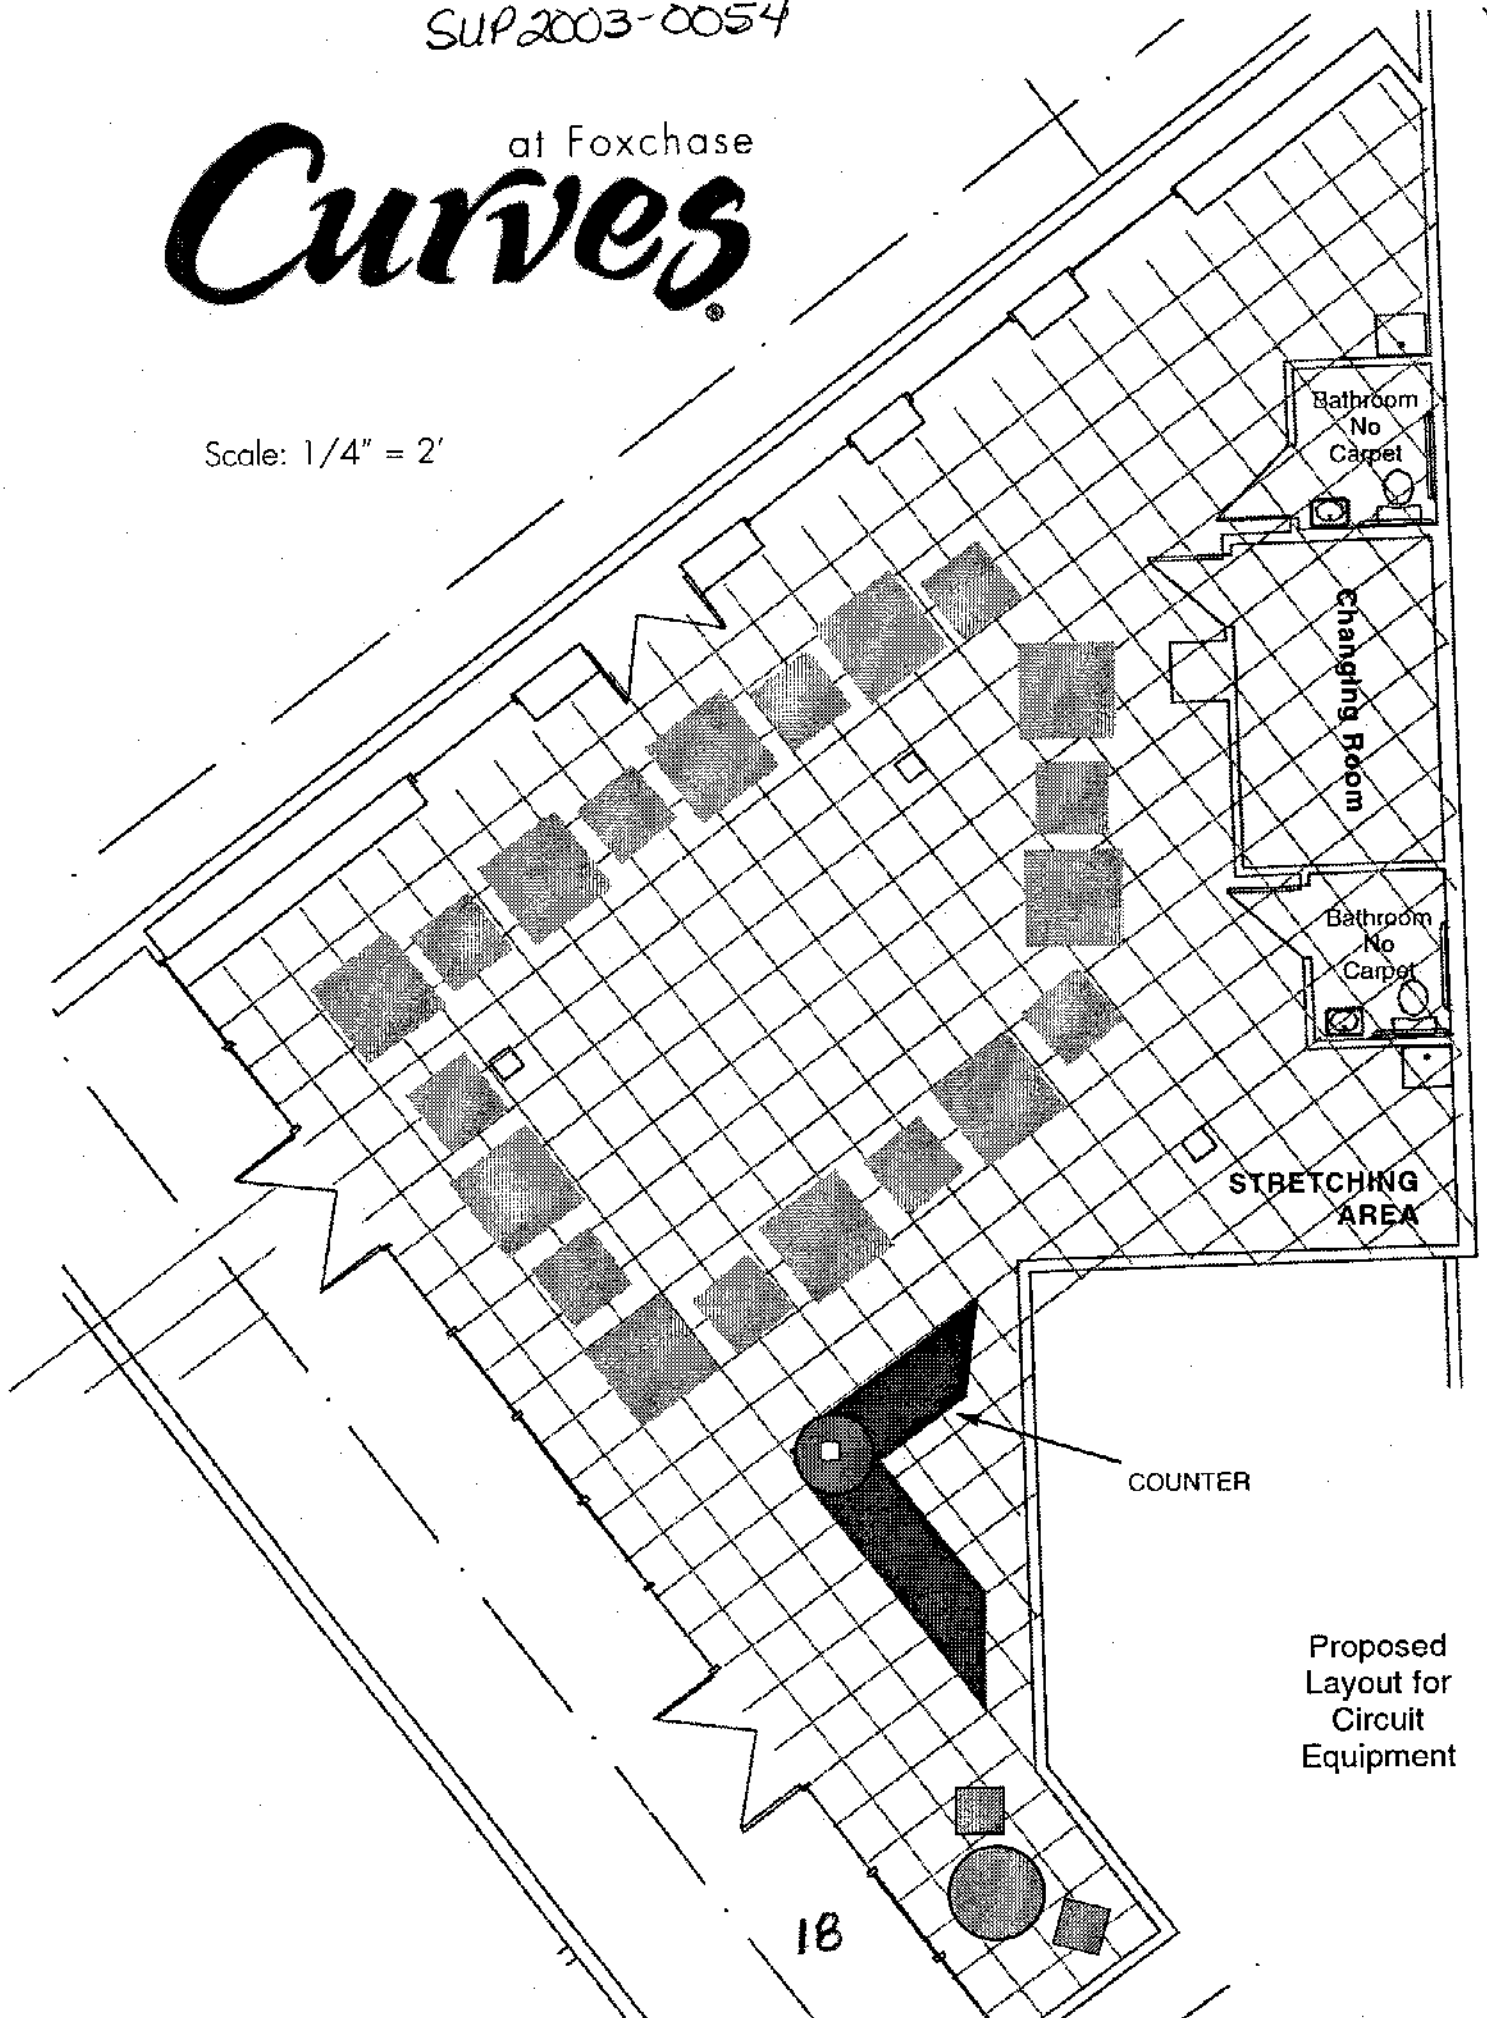 SUP2003-0054
at Foxchase
Curves®
Scale: 1/4" = 2'
Bathroom
No
Carpet
Changing Room
Bathroom
No
Carpet
STRETCHING
AREA
COUNTER
Proposed
Layout for
Circuit
Equipment
18